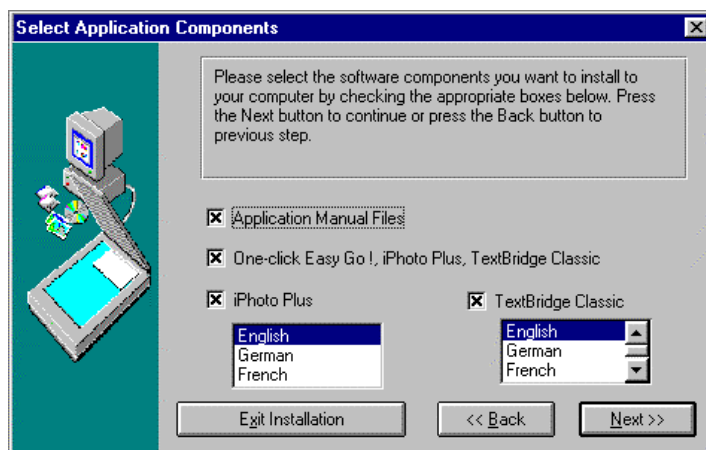 Select Application Components
Please select the software components you want to install to
your computer by checking the appropriate boxes below. Press
the Next button to continue or press the Back button to
previous step.
Application Manual Files
One-click Easy Go !, iPhoto Plus, TextBridge Classic
iPhoto Plus
English
German
French
TextBridge Classic
English
German
French
Exit Installation
<< Back
Next >>